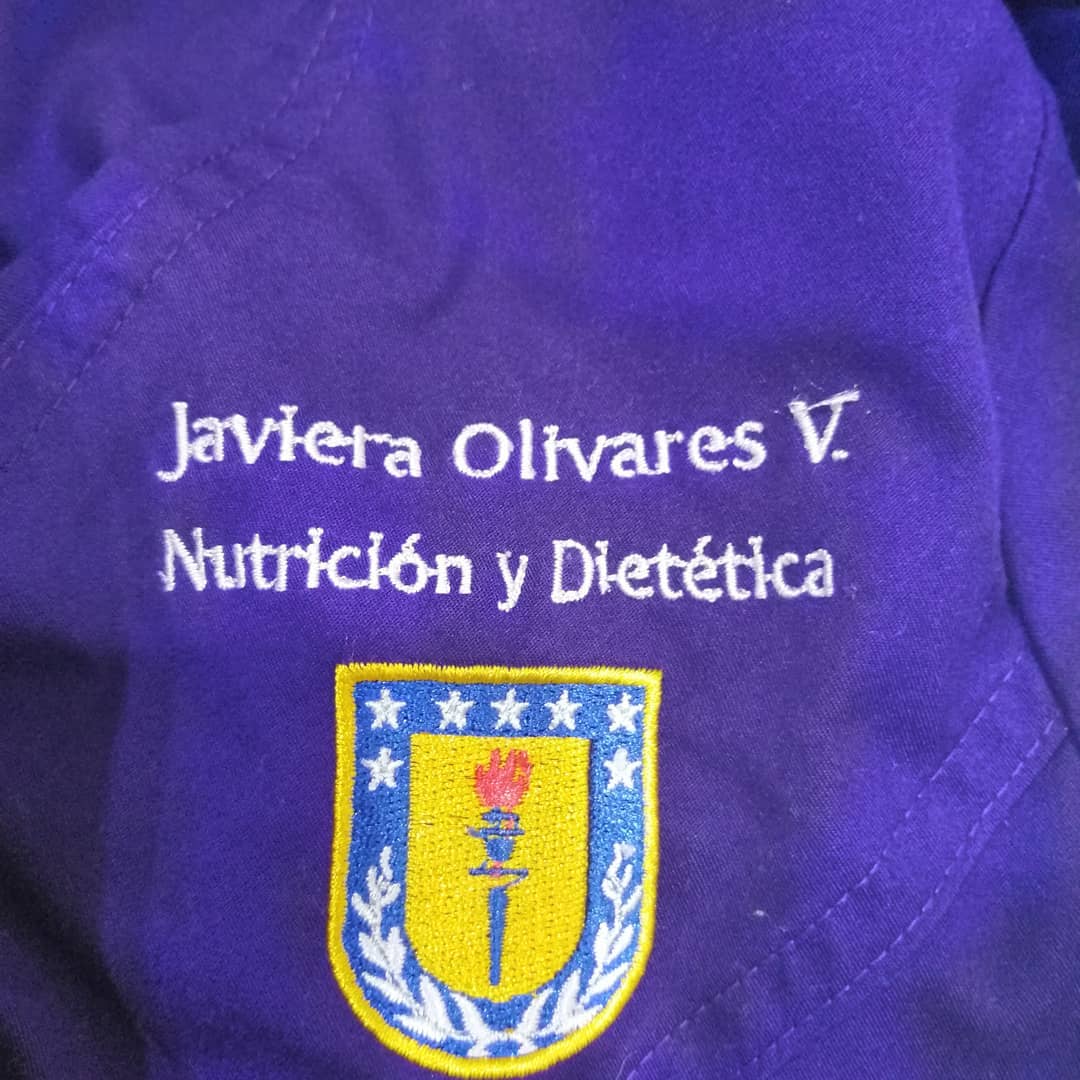 Javiera Olivares V.
Nutrición y Dietética